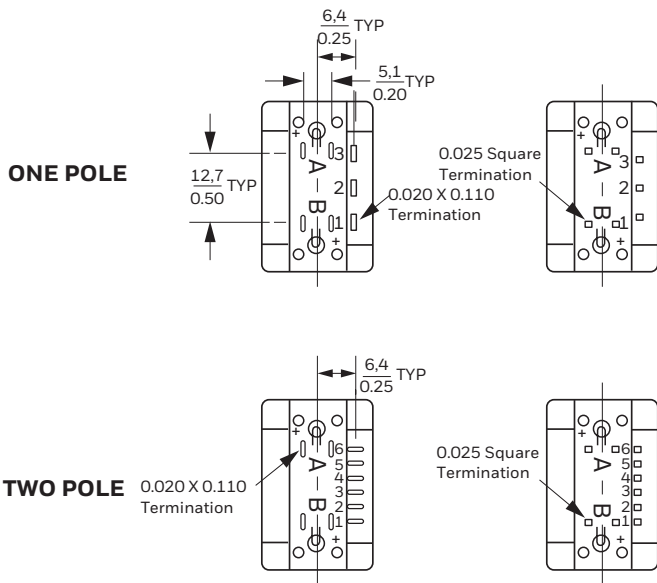 6,4
0.25 TYP
5,1
0.20 TYP
ONE POLE
12,7
0.50 TYP
+
A
B
3
2
1
+
0.020 X 0.110
Termination
0.025 Square
Termination
+
A
B
3
2
1
+
6,4
0.25 TYP
TWO POLE
0.020 X 0.110
Termination
+
A
B
6
5
4
3
2
1
+
0.025 Square
Termination
+
A
B
6
5
4
3
2
1
+